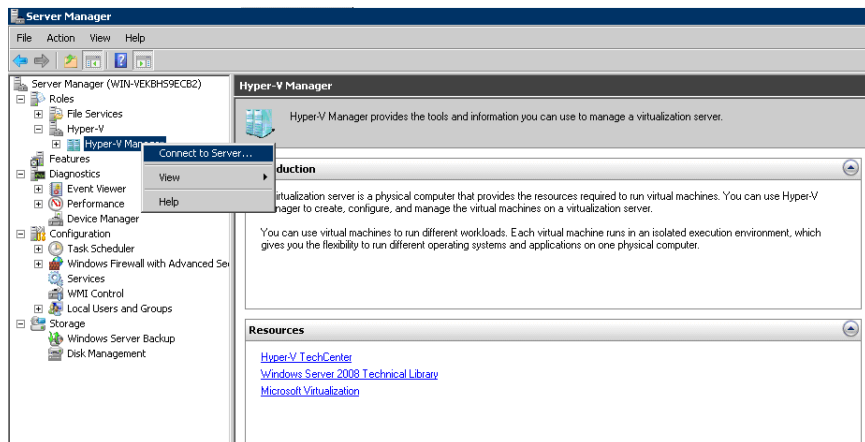 Server Manager
File Action View Help
Server Manager (WIN-VEKBHS9ECB2)
Roles
File Services
Hyper-V
Hyper-V Man
Features
Diagnostics
Event Viewer
Performance
Device Manager
Configuration
Task Scheduler
Windows Firewall with Advanced Se
Services
WMI Control
Local Users and Groups
Storage
Windows Server Backup
Disk Management
Connect to Server...
View
Help
Hyper-V Manager
Hyper-V Manager provides the tools and information you can use to manage a virtualization server.
duction
irtualization server is a physical computer that provides the resources required to run virtual machines. You can use Hyper-V
nager to create, configure, and manage the virtual machines on a virtualization server.
You can use virtual machines to run different workloads. Each virtual machine runs in an isolated execution environment, which
gives you the flexibility to run different operating systems and applications on one physical computer.
Resources
Hyper-V TechCenter
Windows Server 2008 Technical Library
Microsoft Virtualization